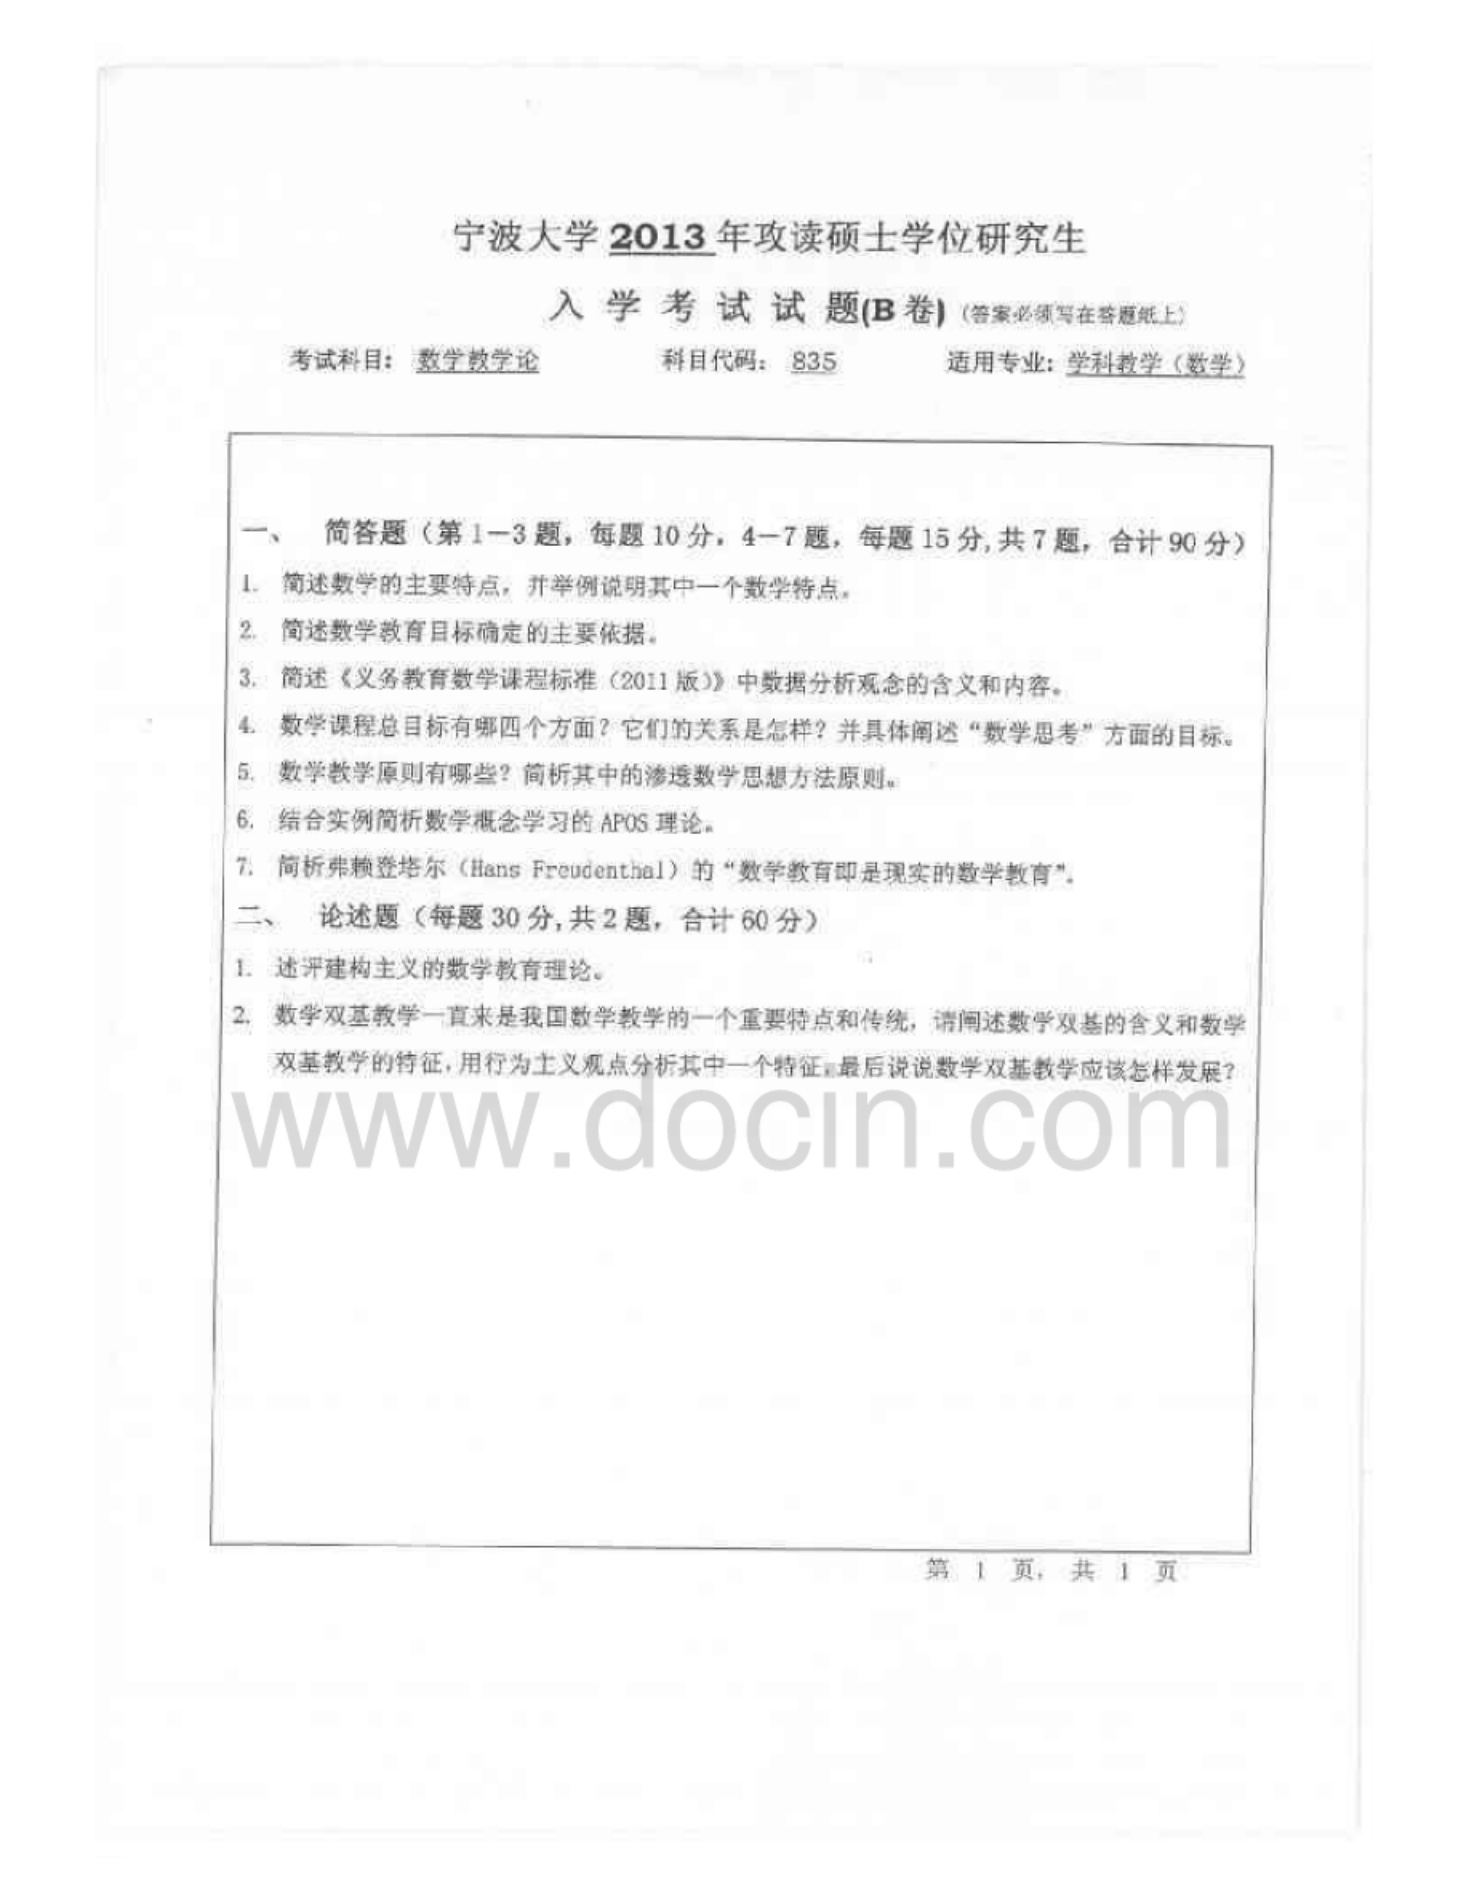 宁波大学 2013 年攻读硕士学位研究生
入 学 考 试 试 题(B 卷) (答案必须写在答题纸上)
考试科目: 数学教学论 科目代码: 835 适用专业: 学科教学（数学）
一、 简答题（第 1－3 题，每题 10 分，4－7 题，每题 15 分,共 7 题，合计 90 分）
1. 简述数学的主要特点，并举例说明其中一个数学特点。
2. 简述数学教育目标确定的主要依据。
3. 简述《义务教育数学课程标准（2011 版）》中数据分析观念的含义和内容。
4. 数学课程总目标有哪四个方面？它们的关系是怎样？并具体阐述“数学思考”方面的目标。
5. 数学教学原则有哪些？简析其中的渗透数学思想方法原则。
6. 结合实例简析数学概念学习的 APOS 理论。
7. 简析弗赖登塔尔（Hans Freudenthal）的“数学教育即是现实的数学教育”。
二、 论述题（每题 30 分,共 2 题，合计 60 分）
1. 述评建构主义的数学教育理论。
2. 数学双基教学一直来是我国数学教学的一个重要特点和传统，请阐述数学双基的含义和数学
双基教学的特征,用行为主义观点分析其中一个特征。最后说说数学双基教学应该怎样发展？
www.docin.com
第 1 页，共 1 页